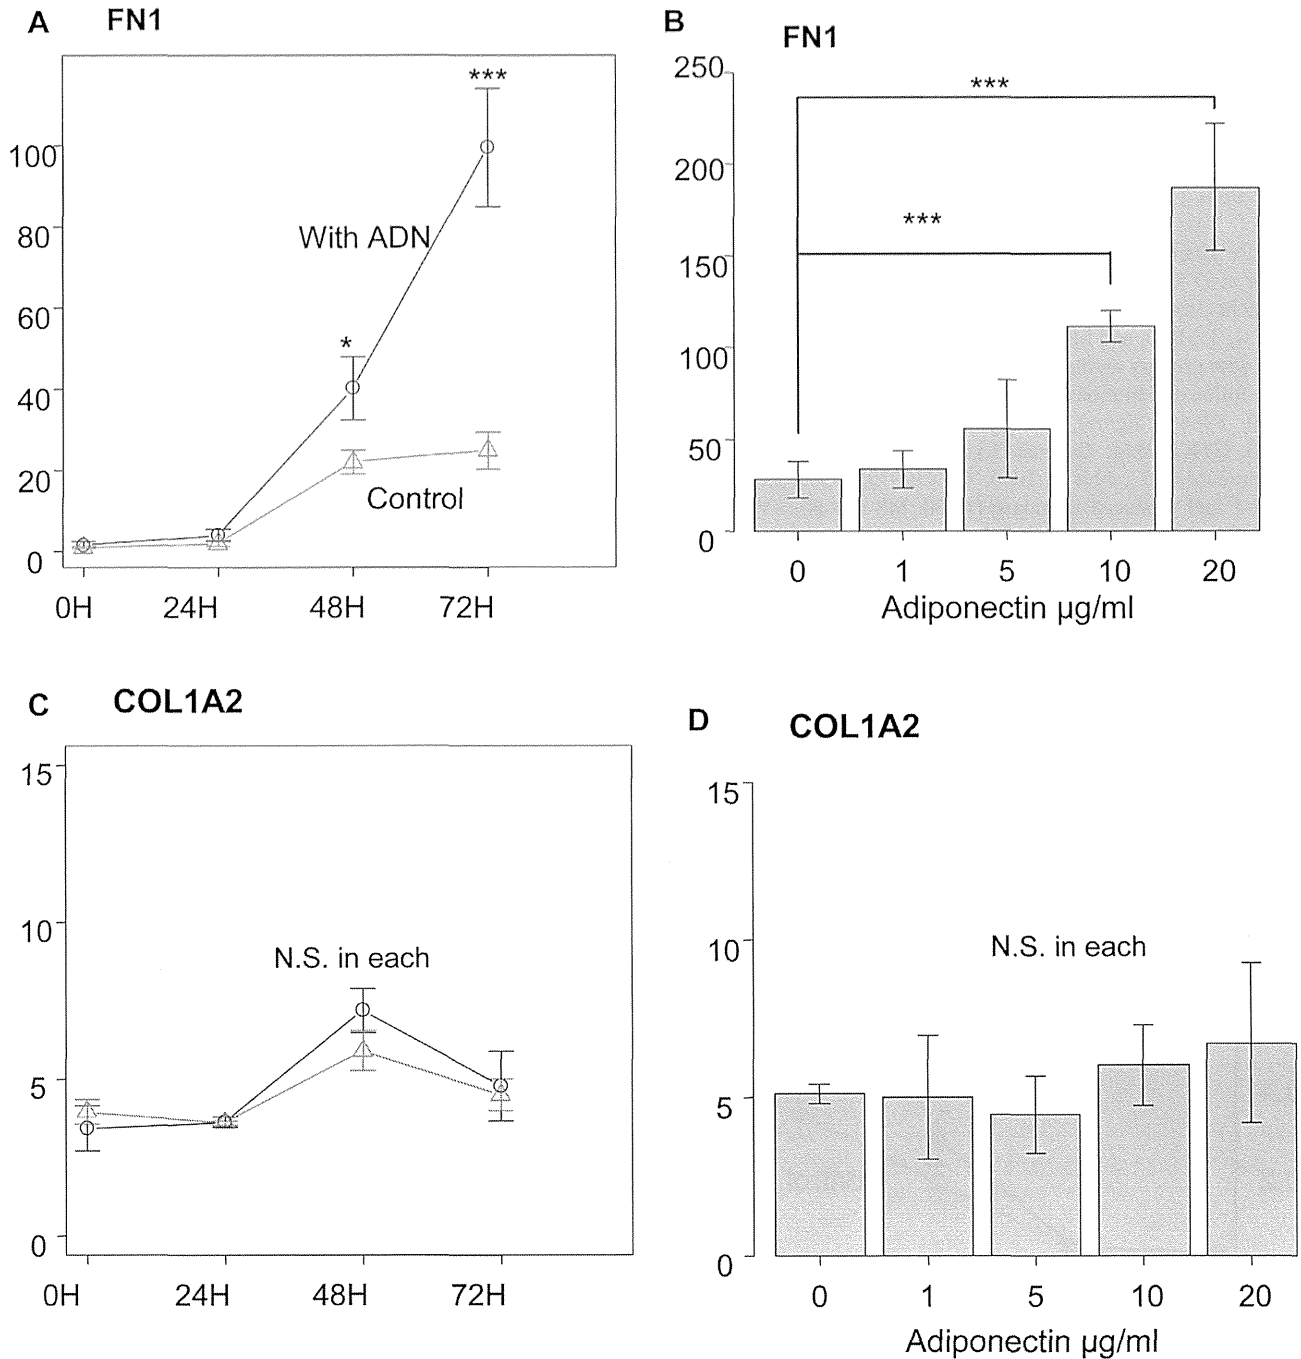 A FN1
***
100
80
With ADN
60
*
40
20
Control
0
0H 24H 48H 72H
B FN1
250
***
200
***
150
100
50
0
0 1 5 10 20
Adiponectin µg/ml
C COL1A2
15
10
N.S. in each
5
0
0H 24H 48H 72H
D COL1A2
15
10
N.S. in each
5
0
0 1 5 10 20
Adiponectin µg/ml